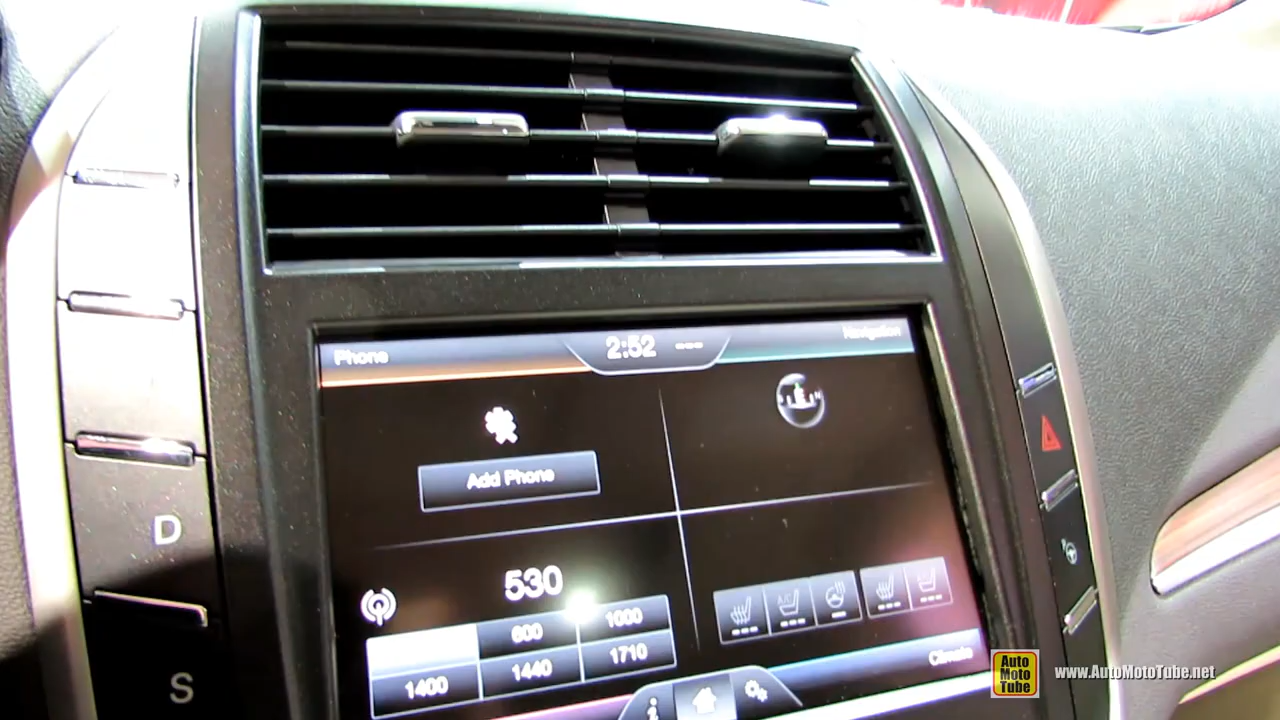 Phone
2:52 ---
Navigation
Add Phone
D
530
600
1000
1400
1440
1710
Climate
S
Auto
Moto
Tube
www.AutoMotoTube.net